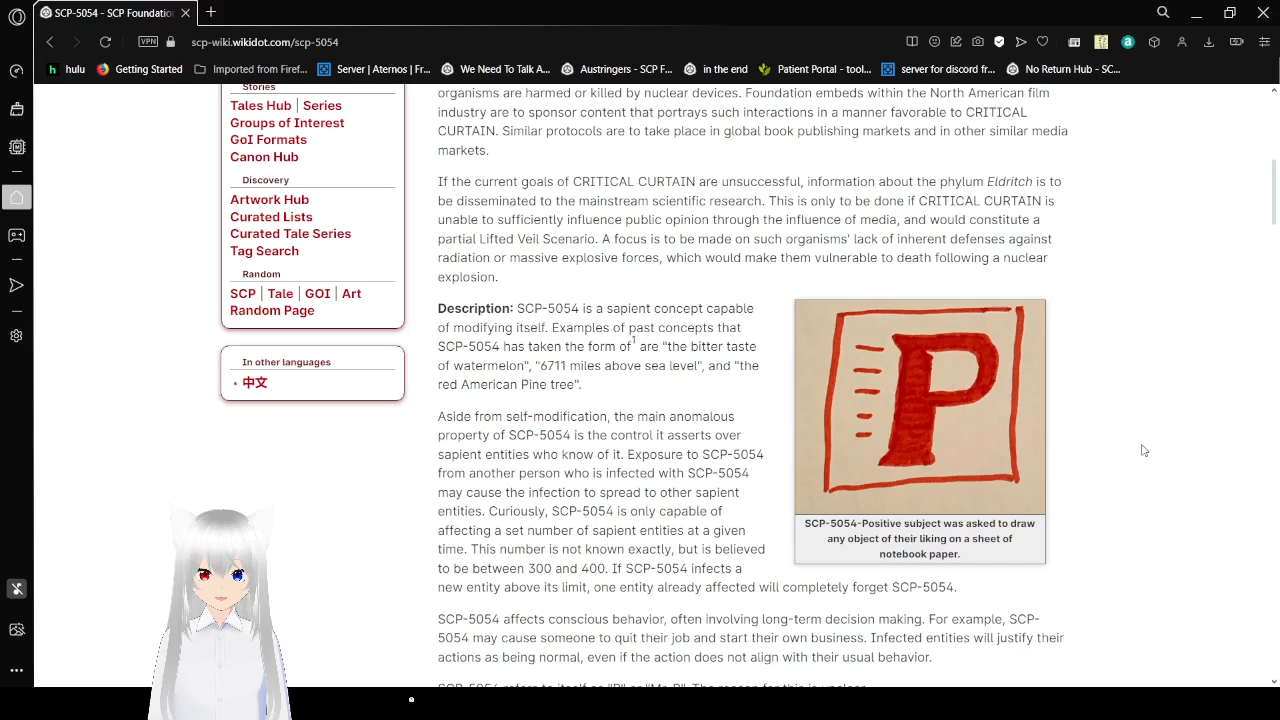 SCP-5054 - SCP Foundatio
scp-wiki.wikidot.com/scp-5054
VPN
hulu
Getting Started
Imported from Firef...
Server | Aternos | Fr...
We Need To Talk A...
Austringers - SCP F...
in the end
Patient Portal - tool...
server for discord fr...
No Return Hub - SC...
Stories
Tales Hub | Series
Groups of Interest
GoI Formats
Canon Hub
Discovery
Artwork Hub
Curated Lists
Curated Tale Series
Tag Search
Random
SCP | Tale | GOI | Art
Random Page
In other languages
中文
organisms are harmed or killed by nuclear devices. Foundation embeds within the North American film
industry are to sponsor content that portrays such interactions in a manner favorable to CRITICAL
CURTAIN. Similar protocols are to take place in global book publishing markets and in other similar media
markets.
If the current goals of CRITICAL CURTAIN are unsuccessful, information about the phylum Eldritch is to
be disseminated to the mainstream scientific research. This is only to be done if CRITICAL CURTAIN is
unable to sufficiently influence public opinion through the influence of media, and would constitute a
partial Lifted Veil Scenario. A focus is to be made on such organisms' lack of inherent defenses against
radiation or massive explosive forces, which would make them vulnerable to death following a nuclear
explosion.
Description: SCP-5054 is a sapient concept capable
of modifying itself. Examples of past concepts that
SCP-5054 has taken the form of1 are "the bitter taste
of watermelon", "6711 miles above sea level", and "the
red American Pine tree".
Aside from self-modification, the main anomalous
property of SCP-5054 is the control it asserts over
sapient entities who know of it. Exposure to SCP-5054
from another person who is infected with SCP-5054
may cause the infection to spread to other sapient
entities. Curiously, SCP-5054 is only capable of
affecting a set number of sapient entities at a given
time. This number is not known exactly, but is believed
to be between 300 and 400. If SCP-5054 infects a
new entity above its limit, one entity already affected will completely forget SCP-5054.
P
SCP-5054-Positive subject was asked to draw
any object of their liking on a sheet of
notebook paper.
SCP-5054 affects conscious behavior, often involving long-term decision making. For example, SCP-
5054 may cause someone to quit their job and start their own business. Infected entities will justify their
actions as being normal, even if the action does not align with their usual behavior.
SCP-5054 refers to itself as "P" or "Mr. P". The reason for this is unclear.